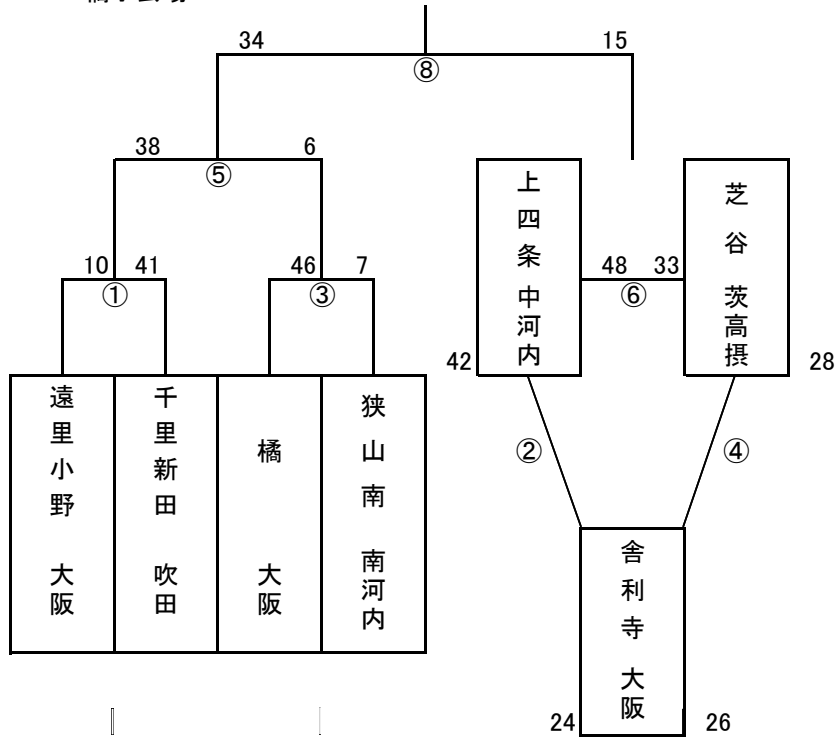 34 15
⑧
38 6
⑤
10 41
①
46 7
③
上四条 中河内
芝谷 茨高摂
48 33
⑥
42
28
②
④
遠里小野 大阪
千里新田 吹田
橘 大阪
狭山南 南河内
舎利寺 大阪
24
26